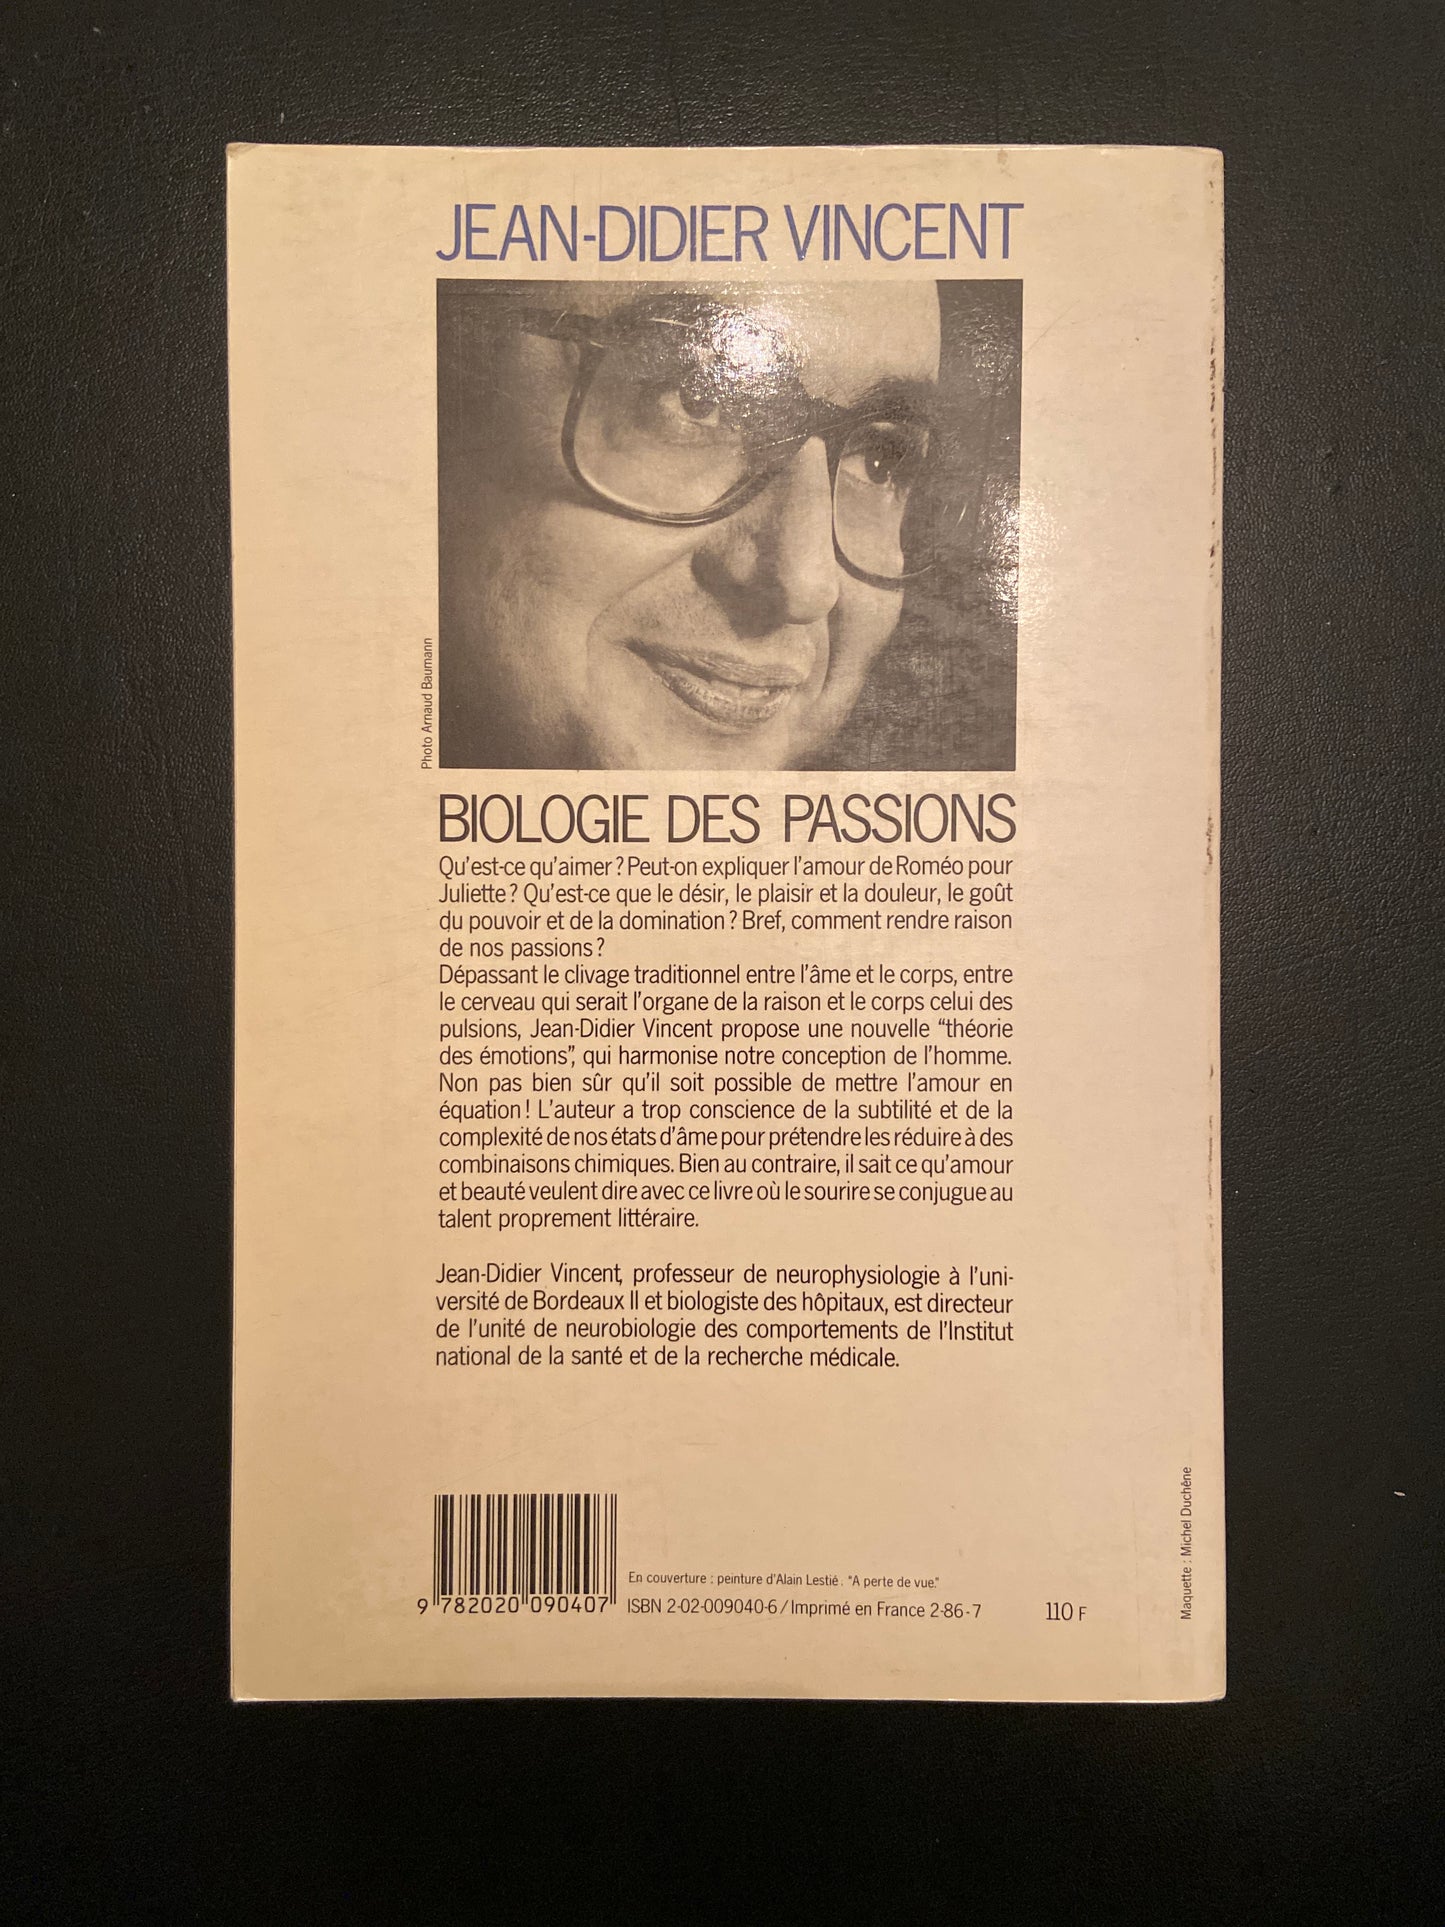 JEAN-DIDIER VINCENT
Photo Arnaud Baumann
BIOLOGIE DES PASSIONS
Qu'est-ce qu'aimer ? Peut-on expliquer l'amour de Roméo pour
Juliette ? Qu'est-ce que le désir, le plaisir et la douleur, le goût
du pouvoir et de la domination ? Bref, comment rendre raison
de nos passions ?
Dépassant le clivage traditionnel entre l'âme et le corps, entre
le cerveau qui serait l'organe de la raison et le corps celui des
pulsions, Jean-Didier Vincent propose une nouvelle “théorie
des émotions”, qui harmonise notre conception de l'homme.
Non pas bien sûr qu'il soit possible de mettre l'amour en
équation ! L'auteur a trop conscience de la subtilité et de la
complexité de nos états d'âme pour prétendre les réduire à des
combinaisons chimiques. Bien au contraire, il sait ce qu'amour
et beauté veulent dire avec ce livre où le sourire se conjugue au
talent proprement littéraire.
Jean-Didier Vincent, professeur de neurophysiologie à l'uni-
versité de Bordeaux II et biologiste des hôpitaux, est directeur
de l'unité de neurobiologie des comportements de l'Institut
national de la santé et de la recherche médicale.
En couverture : peinture d'Alain Lestié. "A perte de vue."
9 782020 090407
ISBN 2-02-009040-6 / Imprimé en France 2-86-7
110 F
Maquette : Michel Duchêne